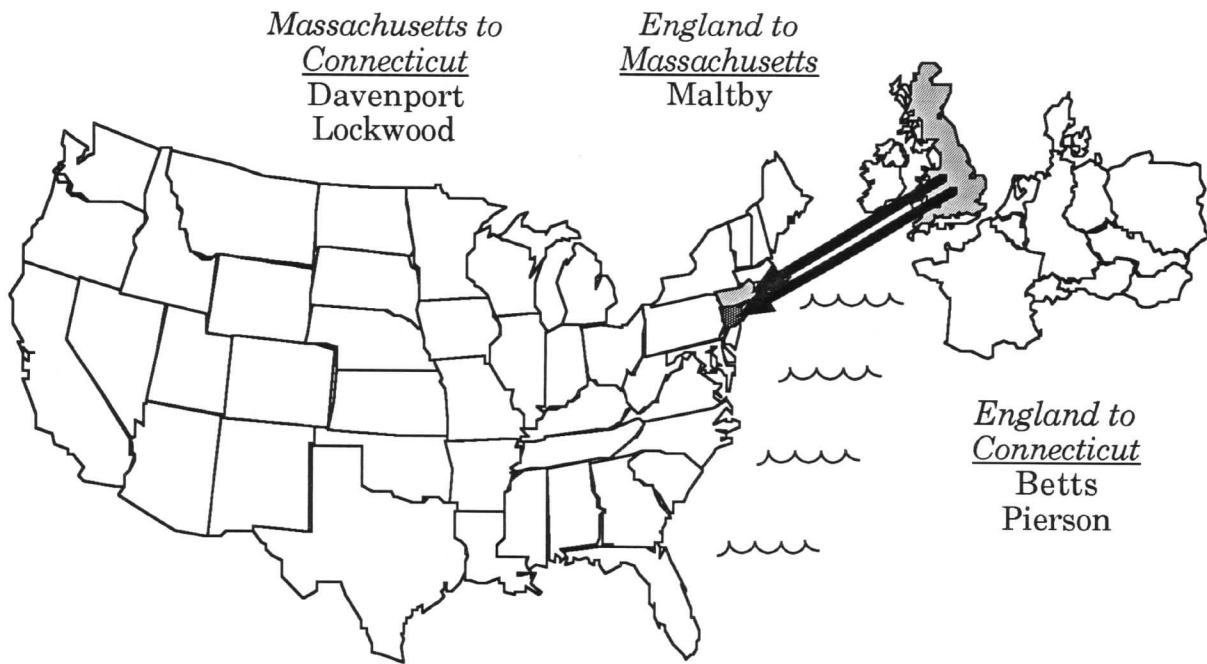 Massachusetts to
Connecticut
Davenport
Lockwood
England to
Massachusetts
Maltby
England to
Connecticut
Betts
Pierson